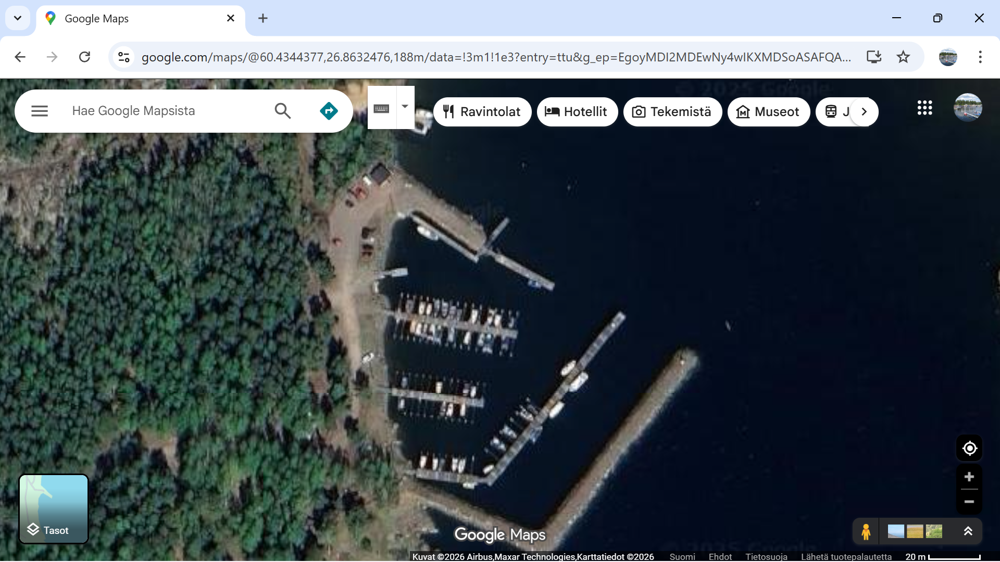 Google Maps
google.com/maps/@60.4344377,26.8632476,188m/data=!3m1!1e3?entry=ttu&g_ep=EgoyMDI2MDEwNy4wIKXMDSoASAFQA...
© 2025 Google
Hae Google Mapsista
Ravintolat
Hotellit
Tekemistä
Museot
J
Tasot
Google Maps
Kuvat ©2026 Airbus,Maxar Technologies,Karttatiedot ©2026
Suomi
Ehdot
Tietosuoja
Lähetä tuotepalautetta
20 m